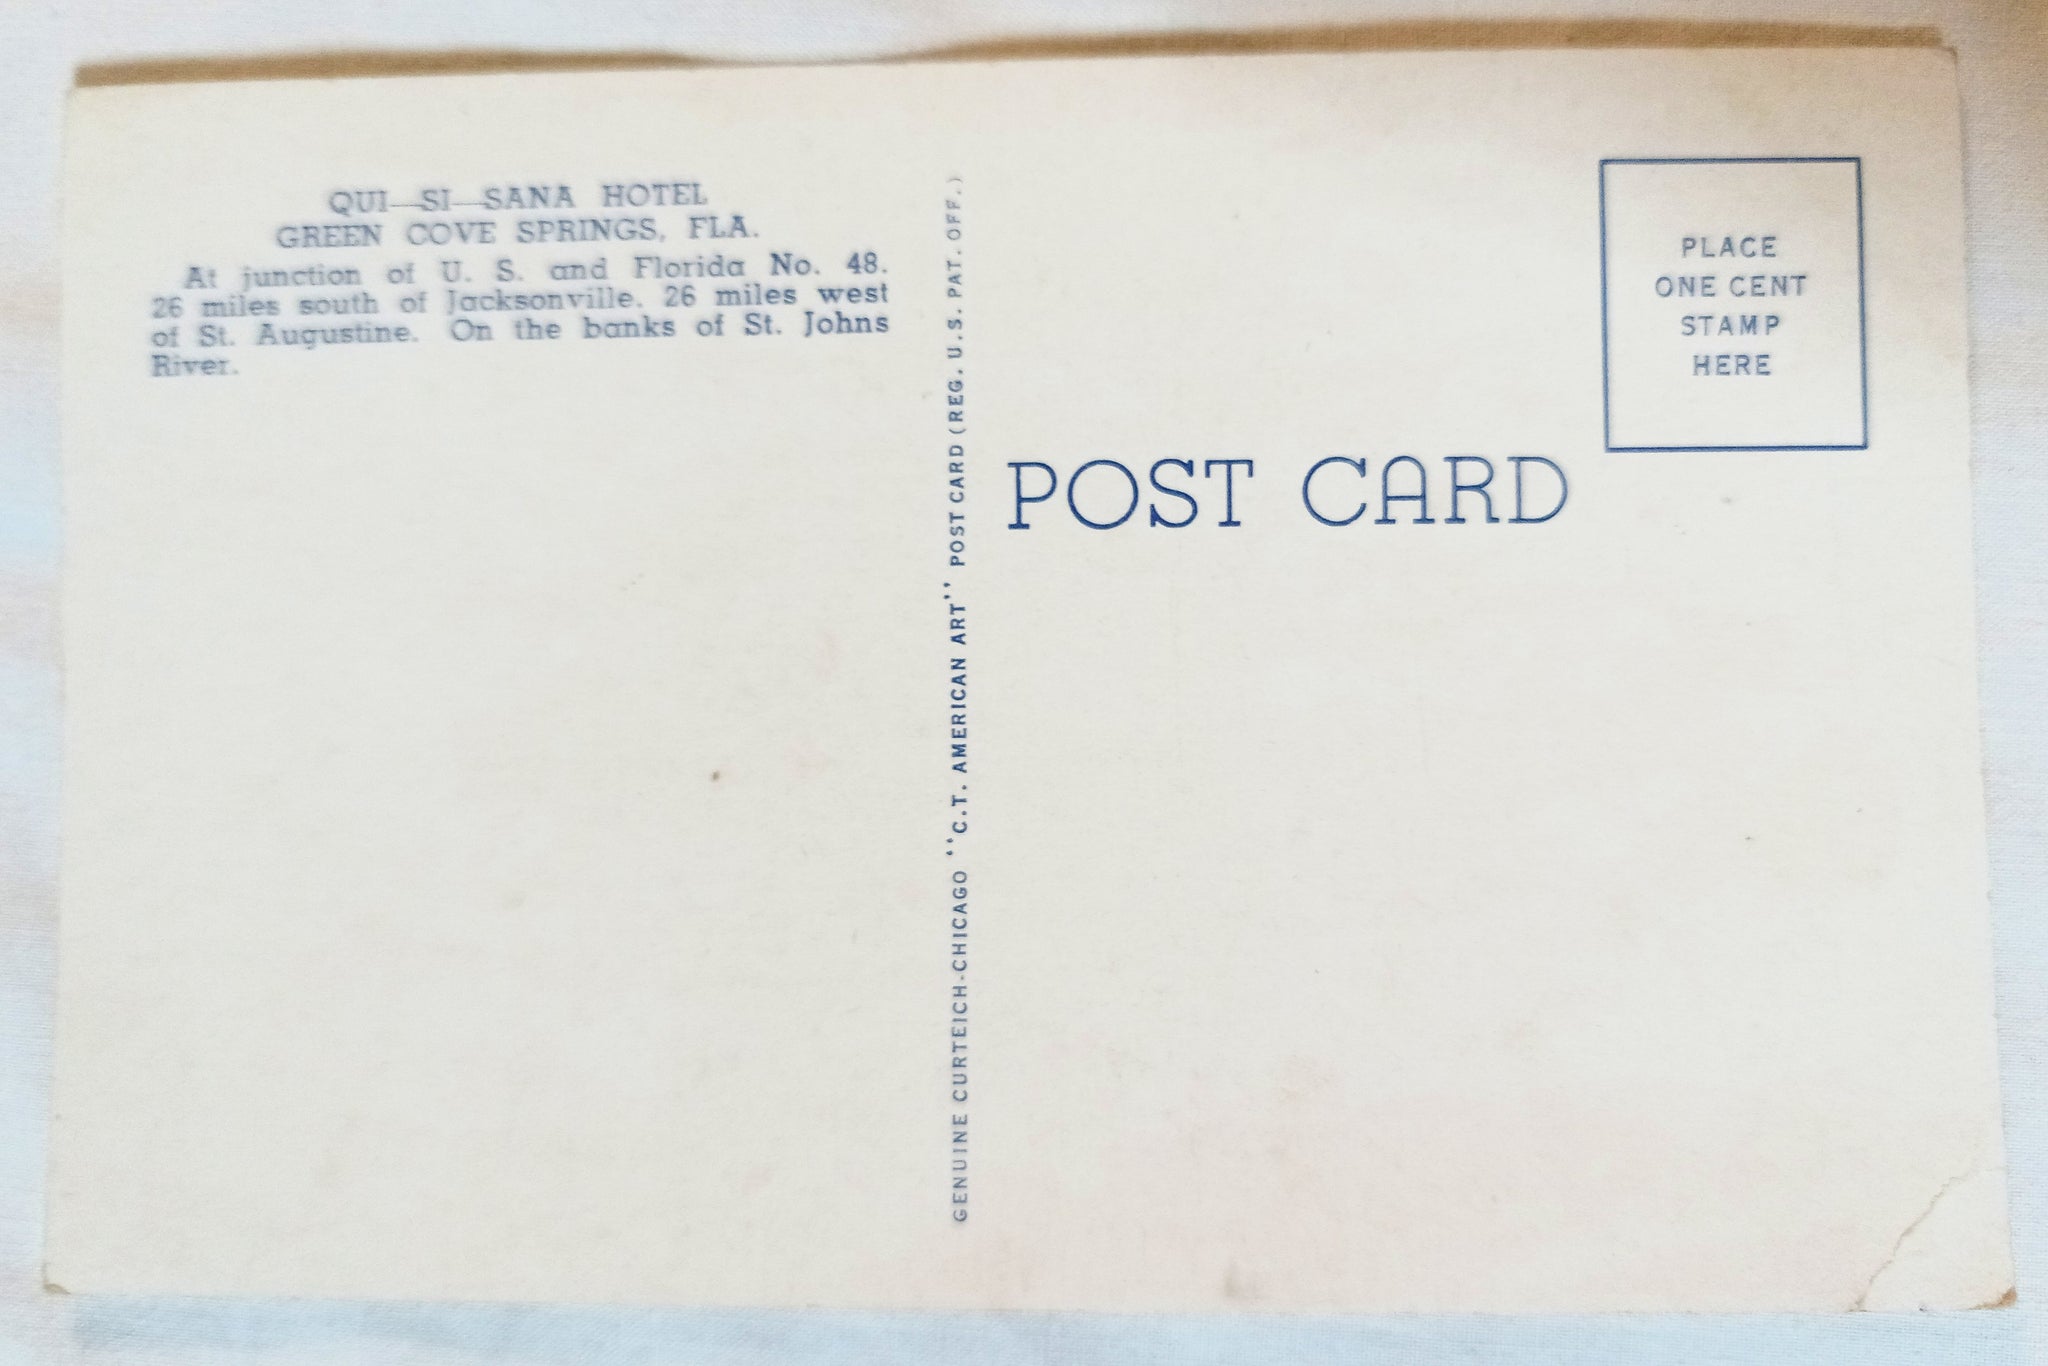 QUI—SI—SANA HOTEL
GREEN COVE SPRINGS, FLA.
At junction of U. S. and Florida No. 48.
26 miles south of Jacksonville. 26 miles west
of St. Augustine. On the banks of St. Johns
River.
GENUINE CURTEICH-CHICAGO "C.T. AMERICAN ART" POST CARD (REG. U.S. PAT. OFF.)
PLACE
ONE CENT
STAMP
HERE
POST CARD